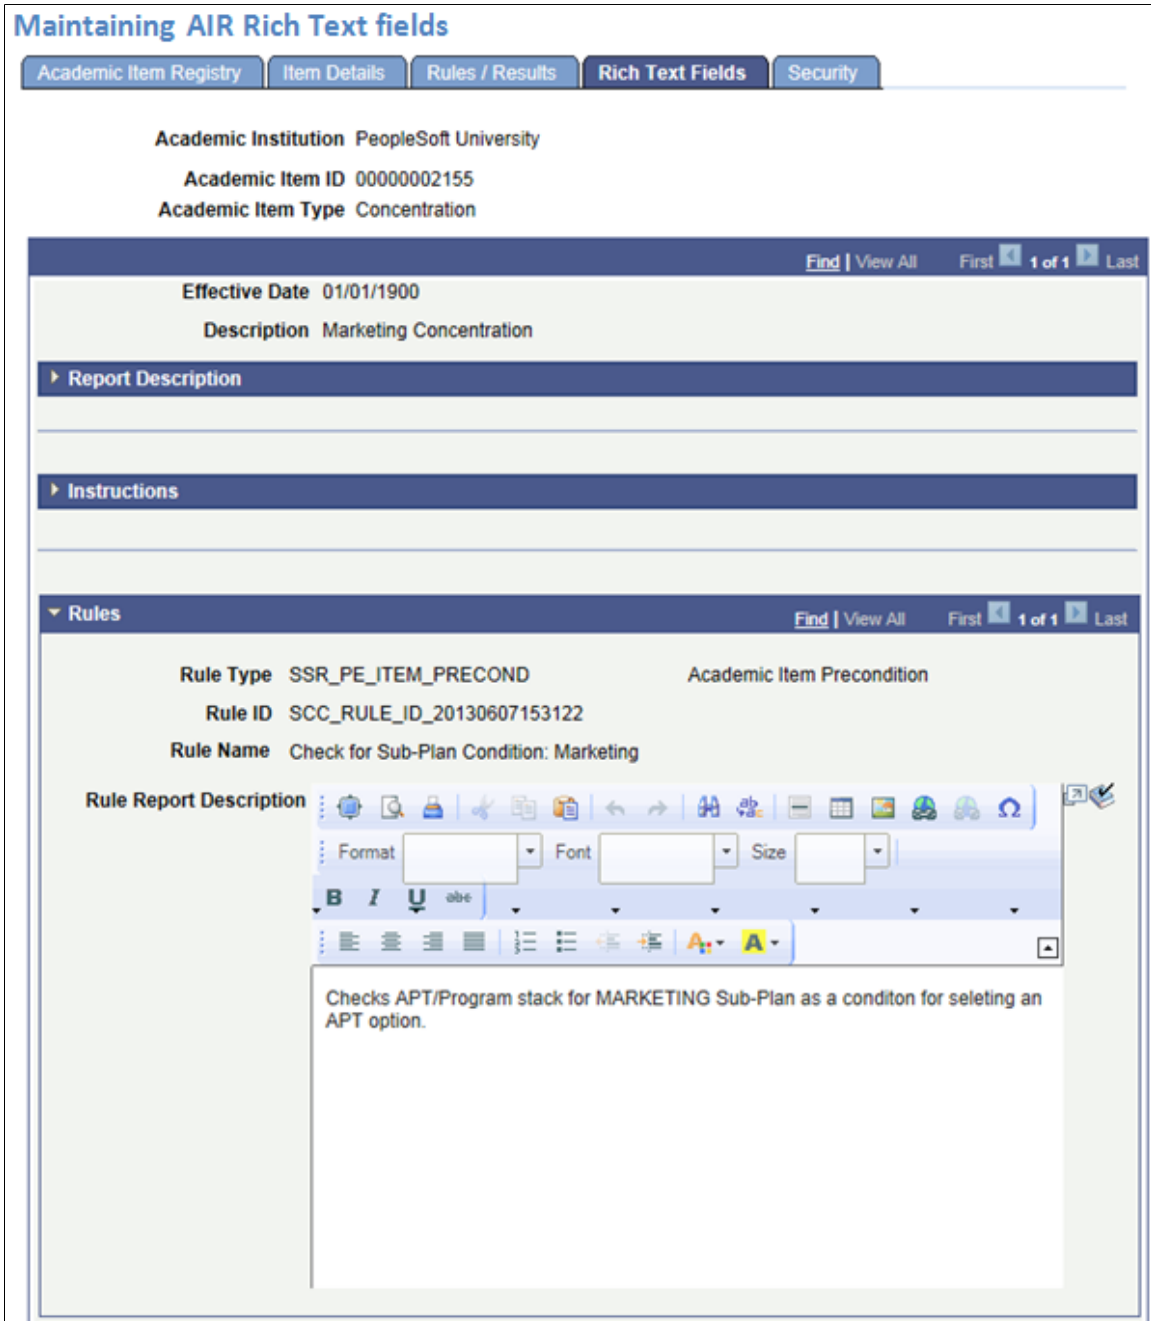 Maintaining AIR Rich Text fields
Academic Item Registry Item Details Rules / Results Rich Text Fields Security
Academic Institution PeopleSoft University
Academic Item ID 00000002155
Academic Item Type Concentration
Find | View All First 1 of 1 Last
Effective Date 01/01/1900
Description Marketing Concentration
Report Description
Instructions
Rules Find | View All First 1 of 1 Last
Rule Type SSR_PE_ITEM_PRECOND Academic Item Precondition
Rule ID SCC_RULE_ID_20130607153122
Rule Name Check for Sub-Plan Condition: Marketing
Rule Report Description
Format Font Size
B I U abc
Checks APT/Program stack for MARKETING Sub-Plan as a conditon for seleting an
APT option.